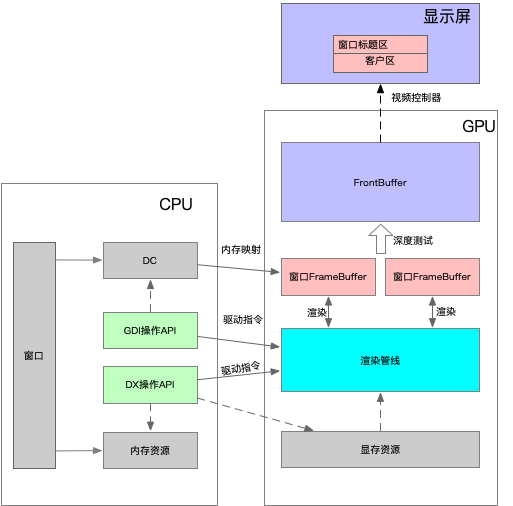 显示屏
窗口标题区
客户区
视频控制器
GPU
FrontBuffer
CPU
深度测试
内存映射
DC
窗口FrameBuffer
窗口FrameBuffer
渲染
渲染
驱动指令
GDI操作API
窗口
渲染管线
驱动指令
DX操作API
内存资源
显存资源